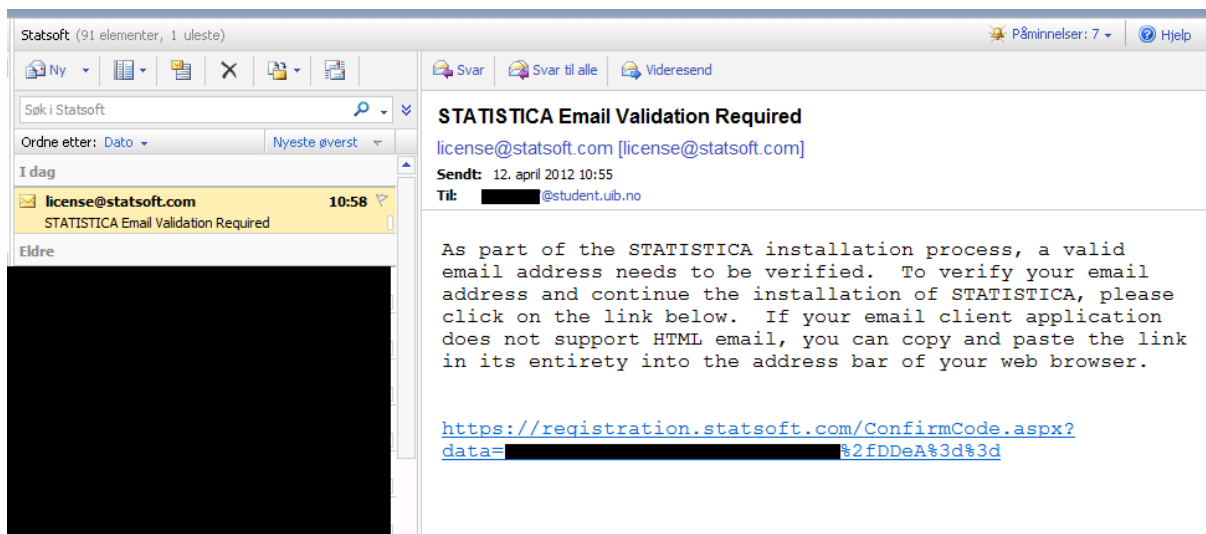 Statsoft (91 elementer, 1 uleste)
Påminnelser: 7
Hjelp
Ny
Søk i Statsoft
Ordne etter: Dato
Nyeste øverst
I dag
license@statsoft.com 10:58
STATISTICA Email Validation Required
Eldre
Svar
Svar til alle
Videresend
STATISTICA Email Validation Required
license@statsoft.com [license@statsoft.com]
Sendt: 12. april 2012 10:55
Til: @student.uib.no
As part of the STATISTICA installation process, a valid
email address needs to be verified.  To verify your email
address and continue the installation of STATISTICA, please
click on the link below.  If your email client application
does not support HTML email, you can copy and paste the link
in its entirety into the address bar of your web browser.
https://registration.statsoft.com/ConfirmCode.aspx?
data= %2fDDeA%3d%3d